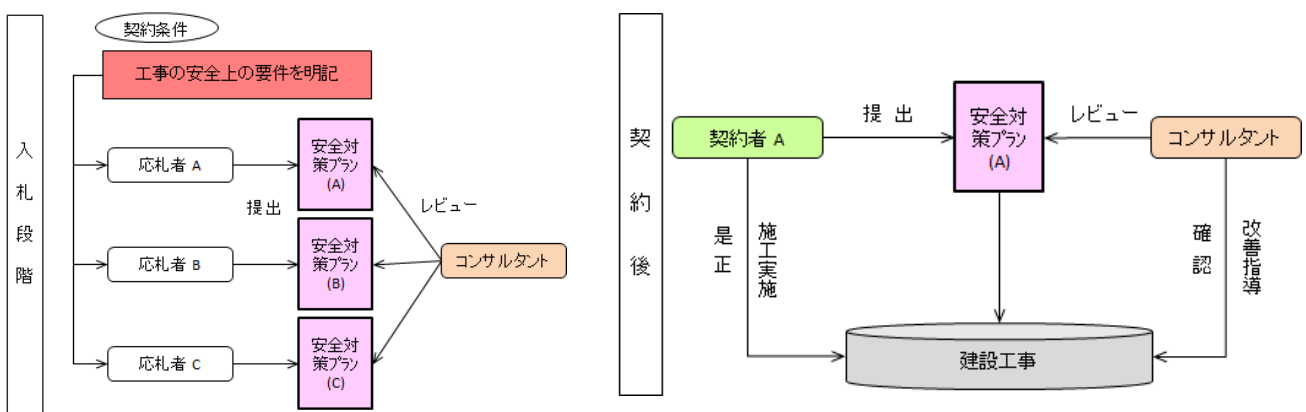 契約条件
工事の安全上の要件を明記
入札段階
応札者 A
安全対
策プラン
(A)
提出
レビュー
応札者 B
安全対
策プラン
(B)
コンサルタント
応札者 C
安全対
策プラン
(C)
契約後
契約者 A
提 出
安全対
策プラン
(A)
レビュー
コンサルタント
是正
施工実施
確認
改善指導
建設工事